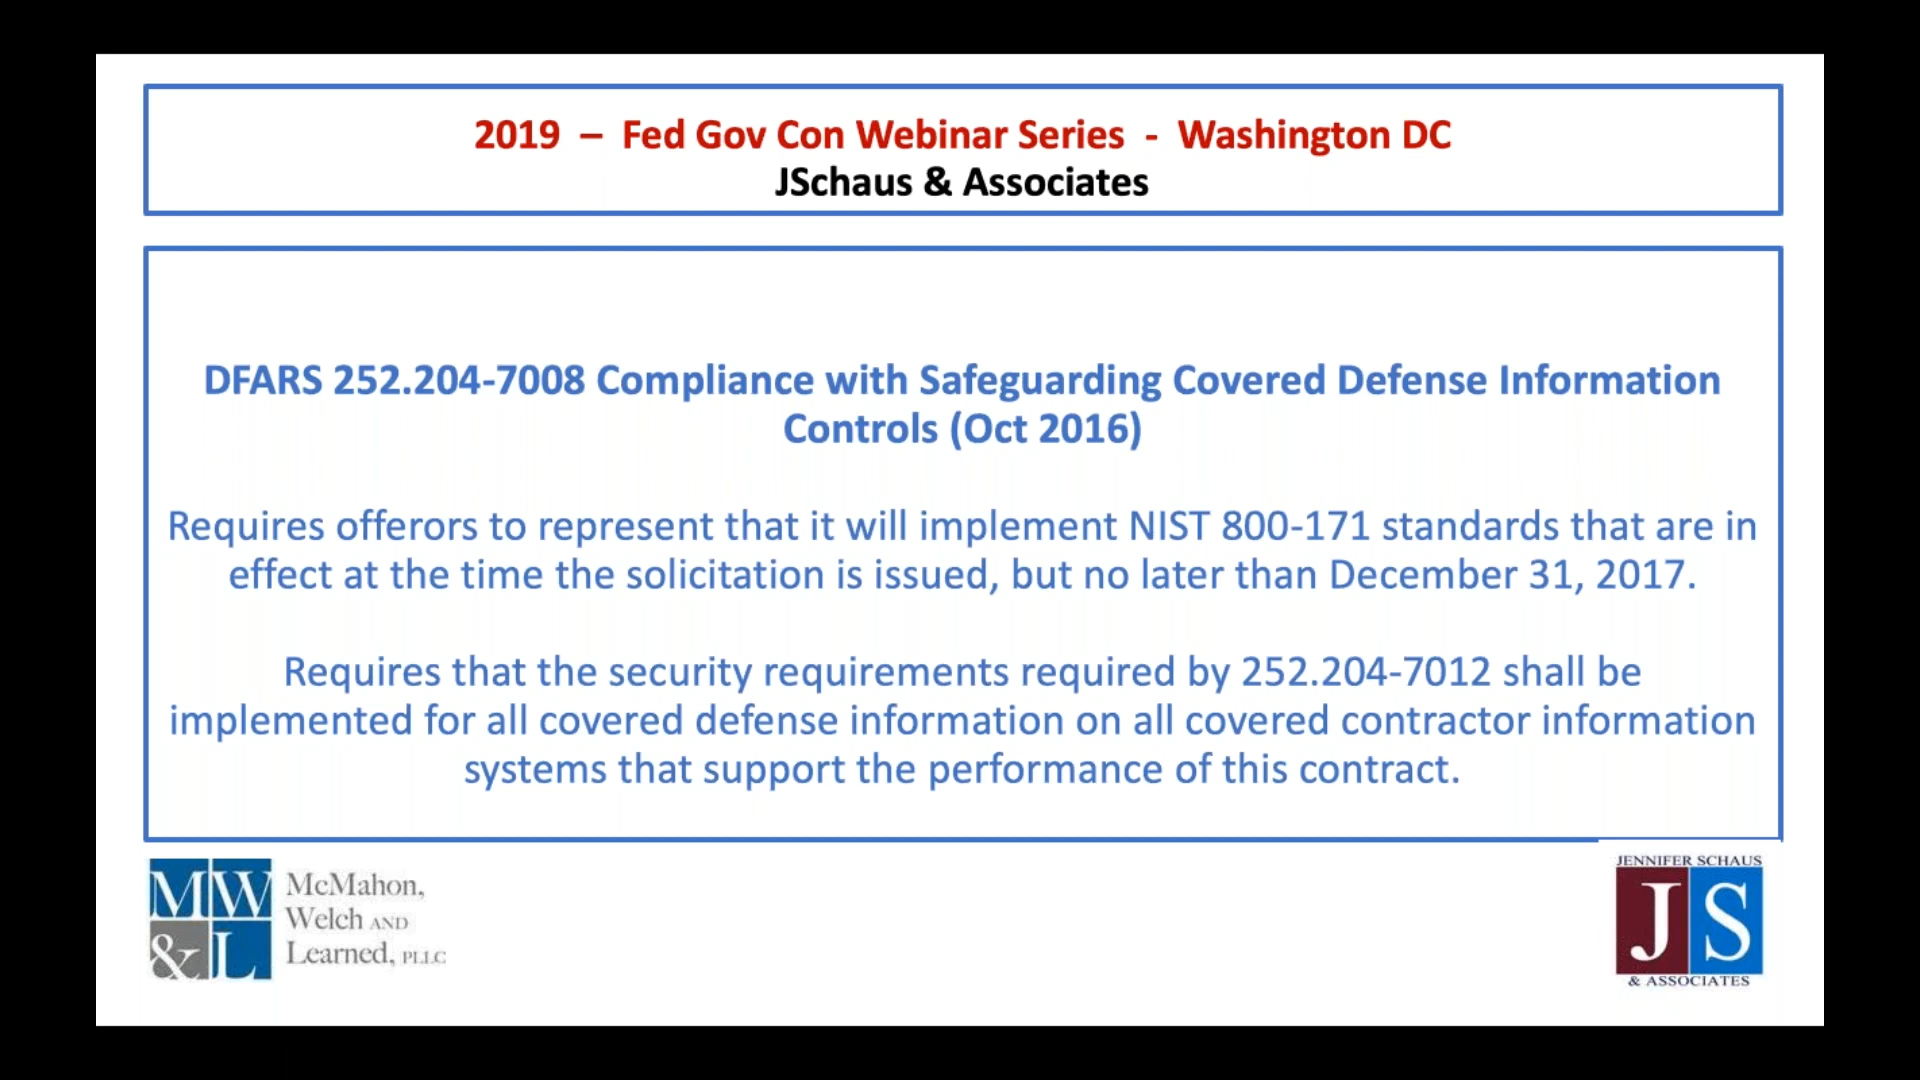 2019 – Fed Gov Con Webinar Series - Washington DC
JSchaus & Associates
DFARS 252.204-7008 Compliance with Safeguarding Covered Defense Information
Controls (Oct 2016)
Requires offerors to represent that it will implement NIST 800-171 standards that are in
effect at the time the solicitation is issued, but no later than December 31, 2017.
Requires that the security requirements required by 252.204-7012 shall be
implemented for all covered defense information on all covered contractor information
systems that support the performance of this contract.
MW
&L
McMahon,
Welch AND
Learned, PLLC
JENNIFER SCHAUS
JS
& ASSOCIATES